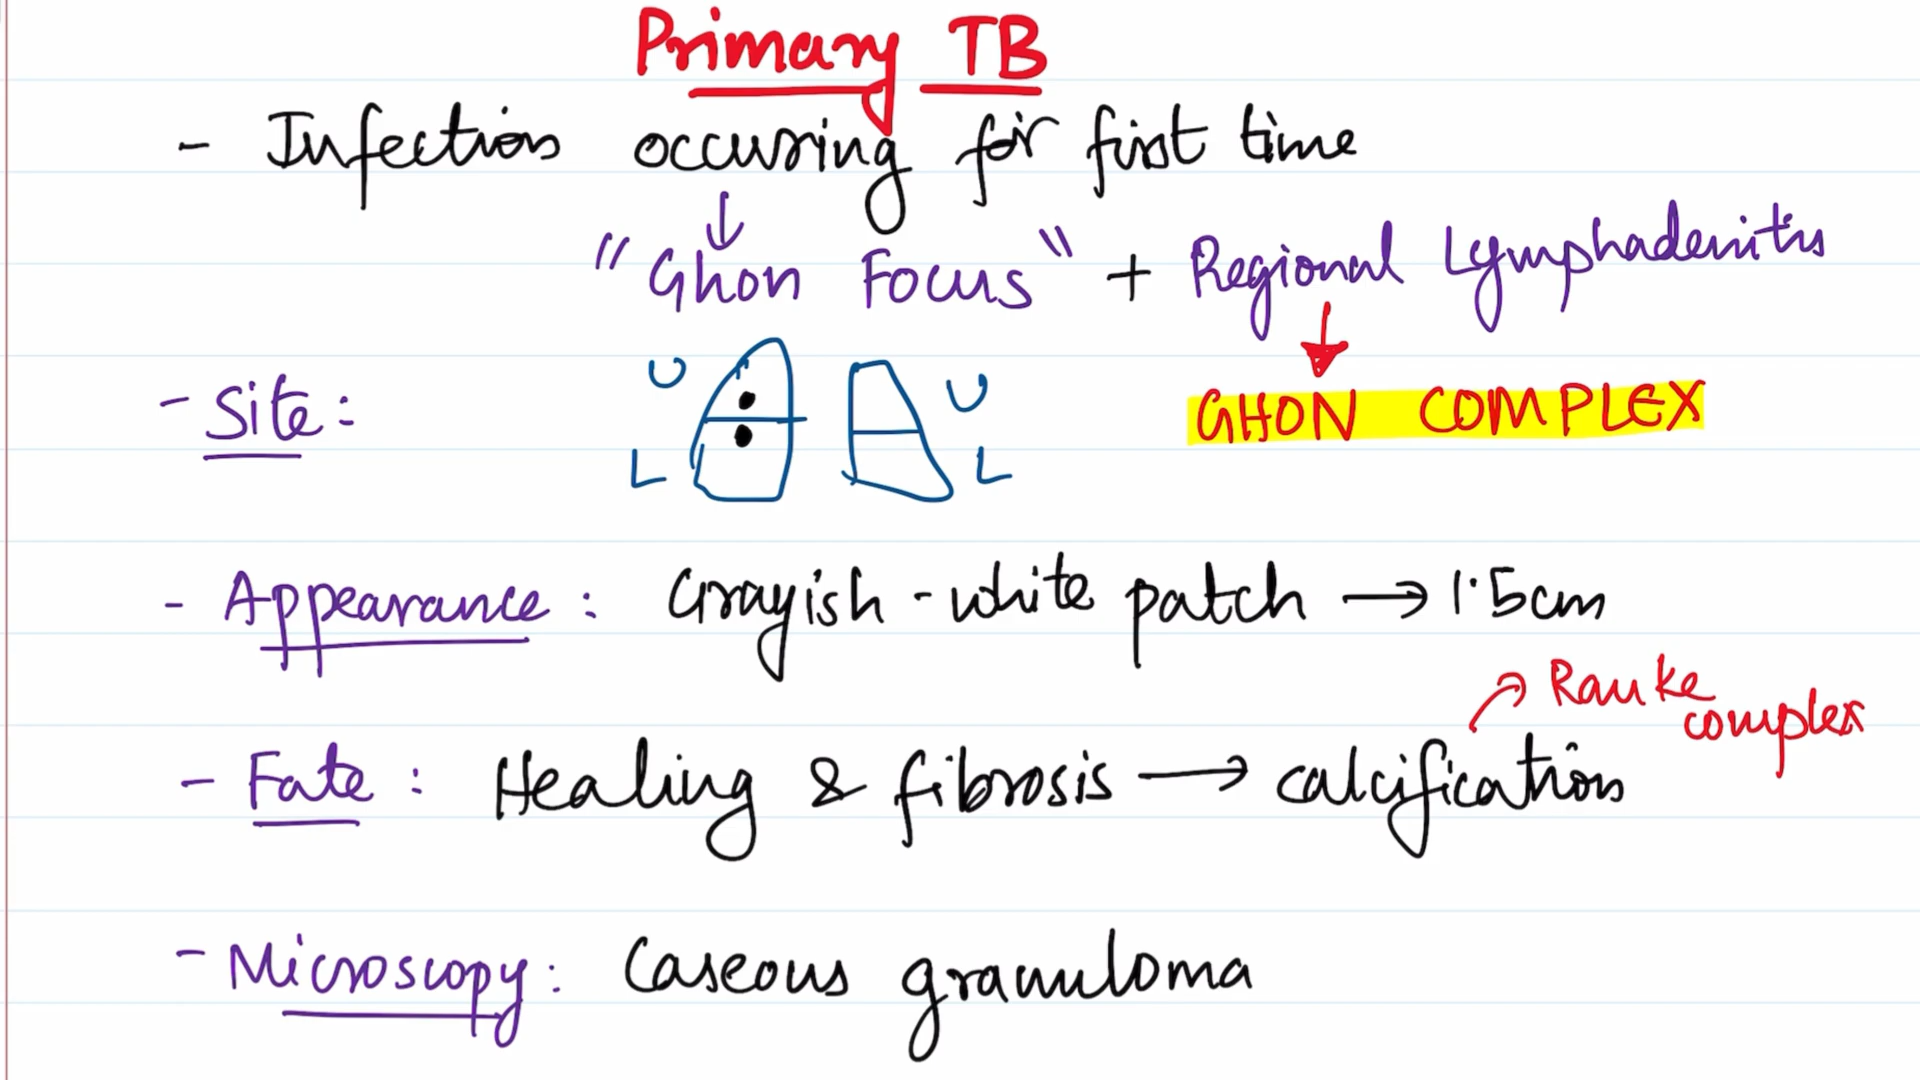 Primary TB
- Infection occuring for first time
↓
"Ghon Focus" + Regional Lymphadenitis
↓
GHON COMPLEX
- Site:
U U
L L
- Appearance: Grayish-white patch → 1.5cm
→ Ranke complex
- Fate: Healing & fibrosis → calcification
- Microscopy: Caseous granuloma